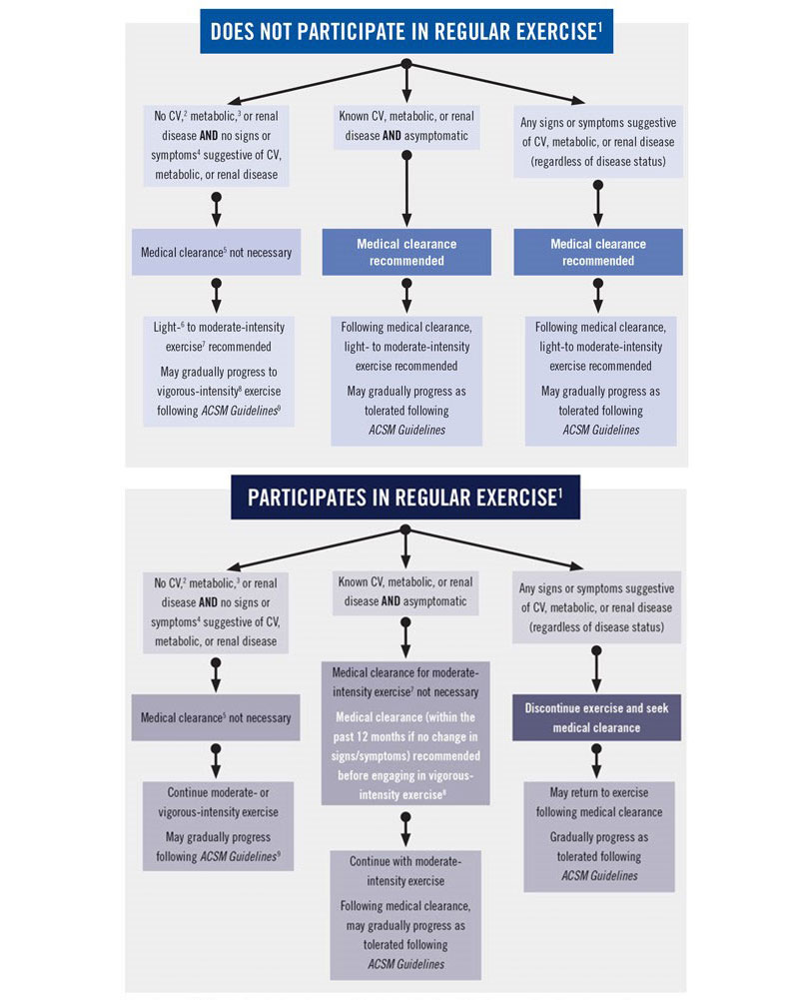 DOES NOT PARTICIPATE IN REGULAR EXERCISE¹
No CV,² metabolic,³ or renal
disease AND no signs or
symptoms⁴ suggestive of CV,
metabolic, or renal disease
Medical clearance⁵ not necessary
Light-⁶ to moderate-intensity
exercise⁷ recommended
May gradually progress to
vigorous-intensity⁸ exercise
following ACSM Guidelines⁹
Known CV, metabolic, or renal
disease AND asymptomatic
Medical clearance
recommended
Following medical clearance,
light- to moderate-intensity
exercise recommended
May gradually progress as
tolerated following
ACSM Guidelines
Any signs or symptoms suggestive
of CV, metabolic, or renal disease
(regardless of disease status)
Medical clearance
recommended
Following medical clearance,
light-to moderate-intensity
exercise recommended
May gradually progress as
tolerated following
ACSM Guidelines
PARTICIPATES IN REGULAR EXERCISE¹
No CV,² metabolic,³ or renal
disease AND no signs or
symptoms⁴ suggestive of CV,
metabolic, or renal disease
Medical clearance⁵ not necessary
Continue moderate- or
vigorous-intensity exercise
May gradually progress
following ACSM Guidelines⁹
Known CV, metabolic, or renal
disease AND asymptomatic
Medical clearance for moderate-
intensity exercise⁷ not necessary
Medical clearance (within the
past 12 months if no change in
signs/symptoms) recommended
before engaging in vigorous-
intensity exercise⁸
Continue with moderate-
intensity exercise
Following medical clearance,
may gradually progress as
tolerated following
ACSM Guidelines
Any signs or symptoms suggestive
of CV, metabolic, or renal disease
(regardless of disease status)
Discontinue exercise and seek
medical clearance
May return to exercise
following medical clearance
Gradually progress as
tolerated following
ACSM Guidelines